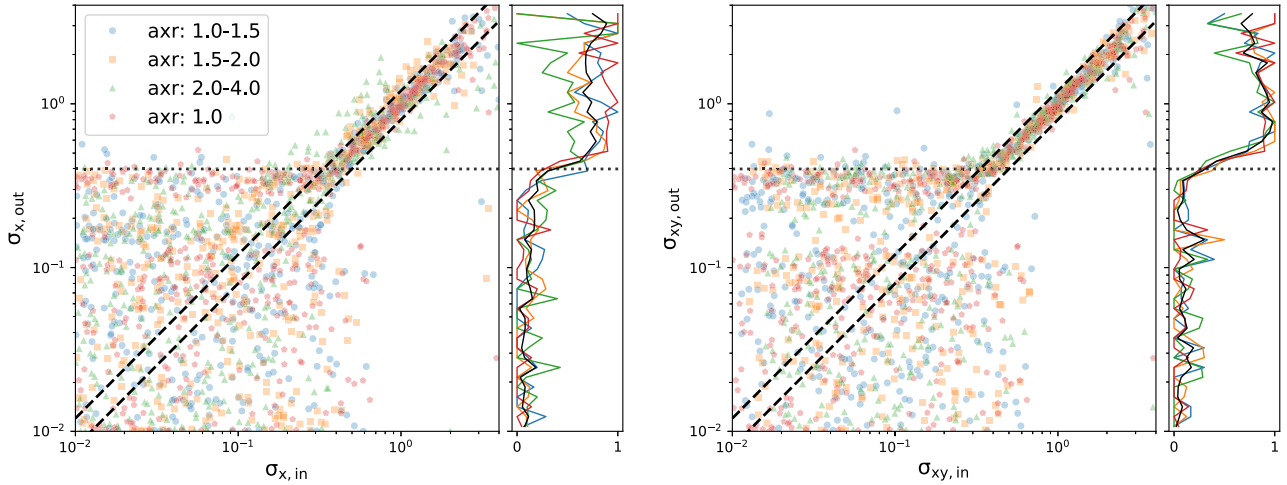 axr: 1.0-1.5
axr: 1.5-2.0
axr: 2.0-4.0
axr: 1.0
10⁰
10⁻¹
10⁻²
σx, out
10⁻² 10⁻¹ 10⁰
σx, in
0 1
10⁰
10⁻¹
10⁻²
σxy, out
10⁻² 10⁻¹ 10⁰
σxy, in
0 1